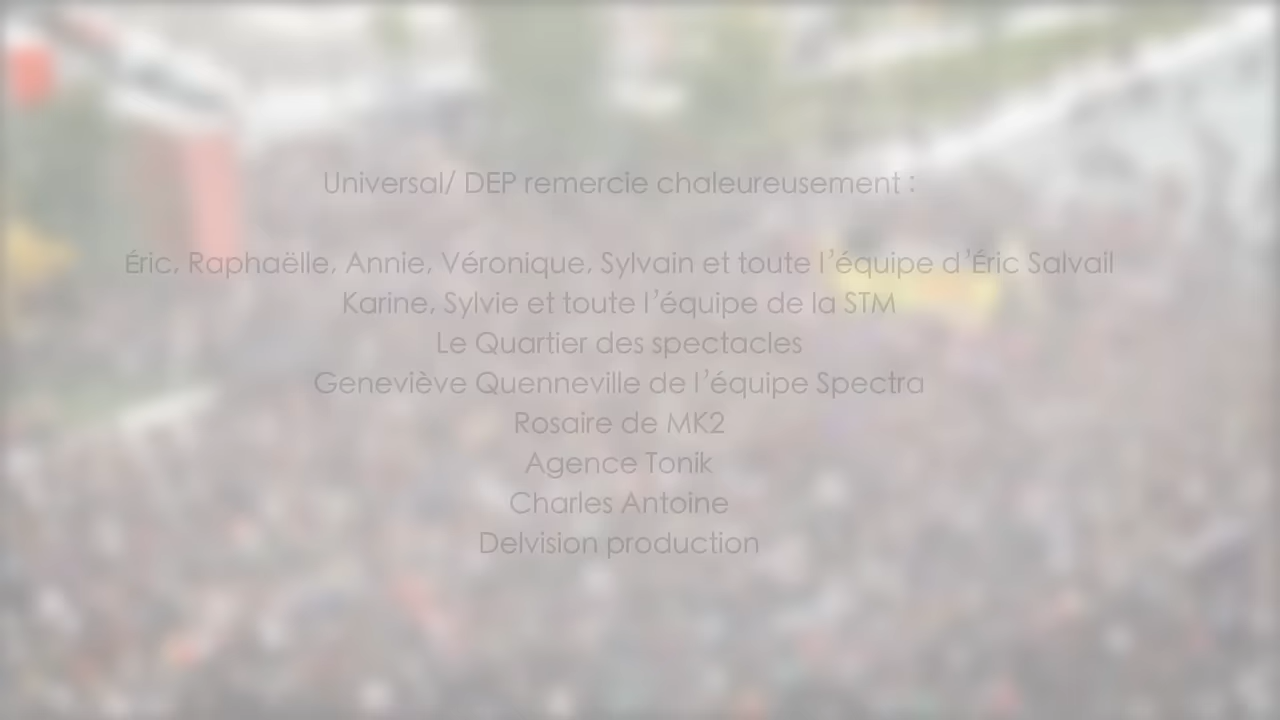 Universal/ DEP remercie chaleureusement :
Éric, Raphaëlle, Annie, Véronique, Sylvain et toute l'équipe d'Éric Salvail
Karine, Sylvie et toute l'équipe de la STM
Le Quartier des spectacles
Geneviève Quenneville de l'équipe Spectra
Rosaire de MK2
Agence Tonik
Charles Antoine
Delvision production